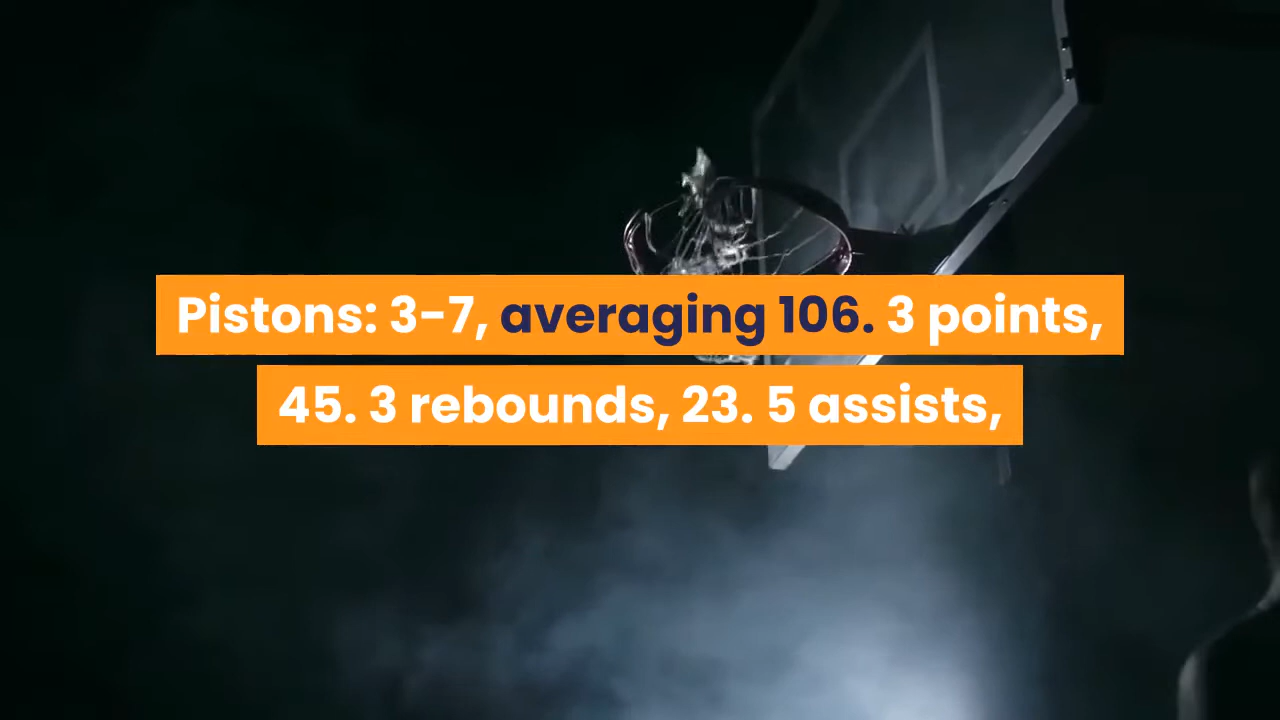 Pistons: 3-7, averaging 106. 3 points,
45. 3 rebounds, 23. 5 assists,